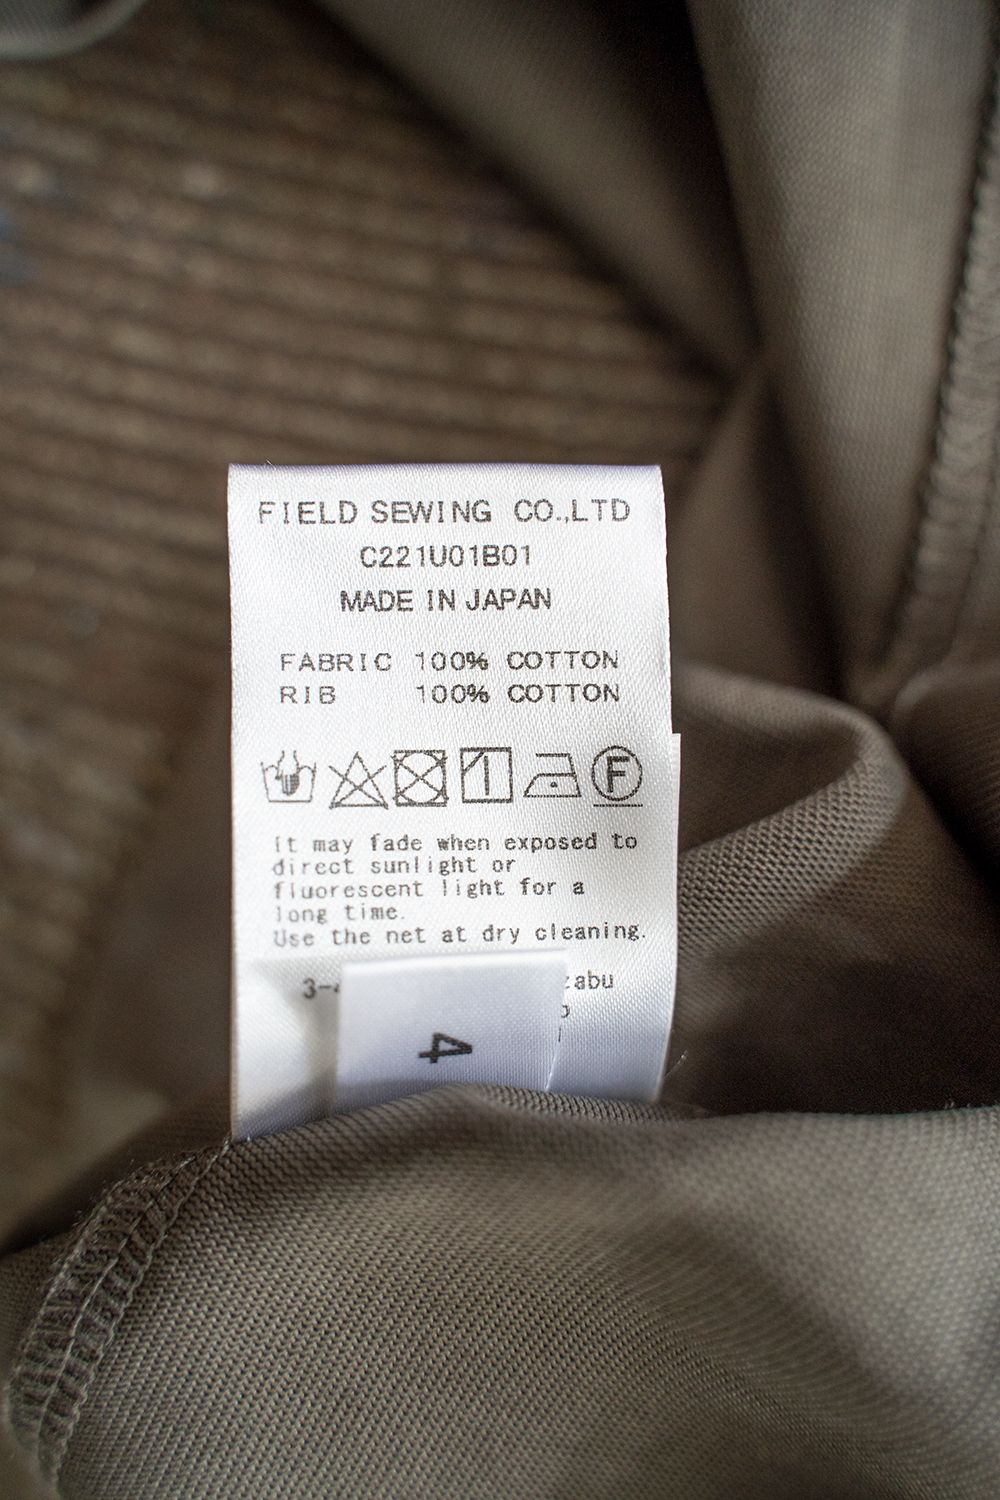 FIELD SEWING CO.,LTD
C221U01B01
MADE IN JAPAN
FABRIC 100% COTTON
RIB 100% COTTON
F
It may fade when exposed to
direct sunlight or
fluorescent light for a
long time.
Use the net at dry cleaning.
4